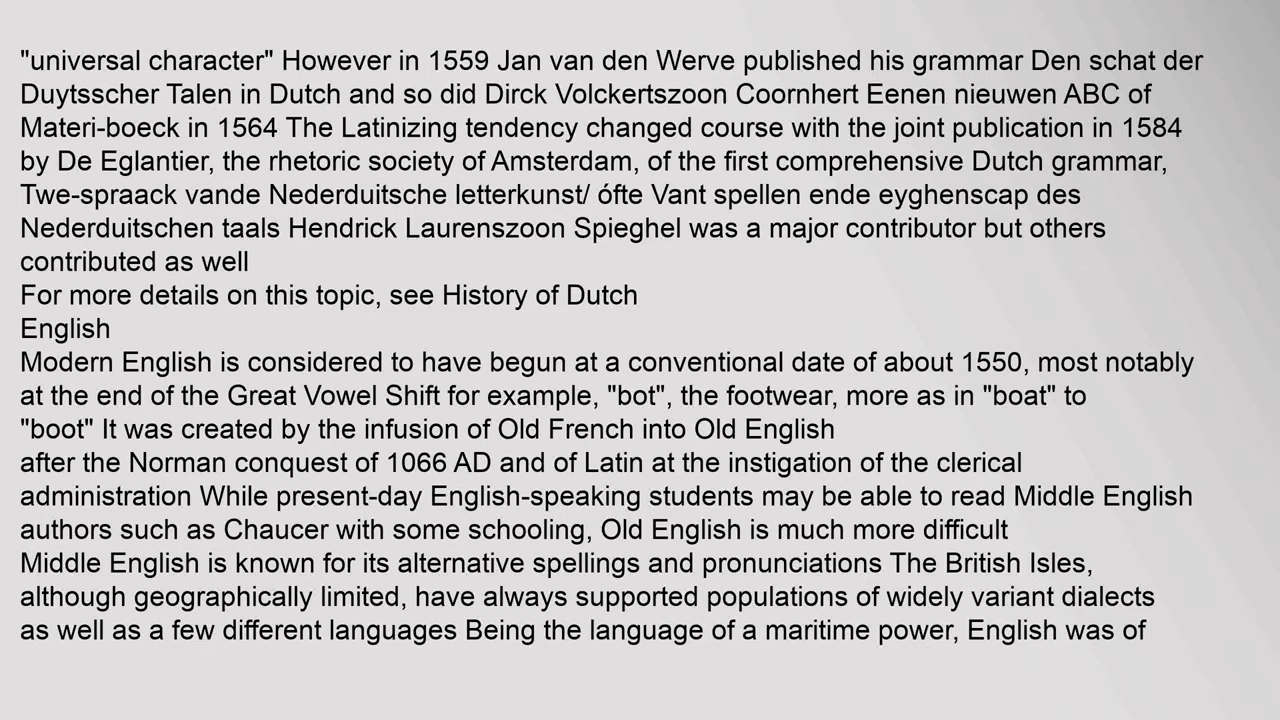 "universal character" However in 1559 Jan van den Werve published his grammar Den schat der
Duytsscher Talen in Dutch and so did Dirck Volckertszoon Coornhert Eenen nieuwen ABC of
Materi-boeck in 1564 The Latinizing tendency changed course with the joint publication in 1584
by De Eglantier, the rhetoric society of Amsterdam, of the first comprehensive Dutch grammar,
Twe-spraack vande Nederduitsche letterkunst/ ófte Vant spellen ende eyghenscap des
Nederduitschen taals Hendrick Laurenszoon Spieghel was a major contributor but others
contributed as well
For more details on this topic, see History of Dutch
English
Modern English is considered to have begun at a conventional date of about 1550, most notably
at the end of the Great Vowel Shift for example, "bot", the footwear, more as in "boat" to
"boot" It was created by the infusion of Old French into Old English
after the Norman conquest of 1066 AD and of Latin at the instigation of the clerical
administration While present-day English-speaking students may be able to read Middle English
authors such as Chaucer with some schooling, Old English is much more difficult
Middle English is known for its alternative spellings and pronunciations The British Isles,
although geographically limited, have always supported populations of widely variant dialects
as well as a few different languages Being the language of a maritime power, English was of